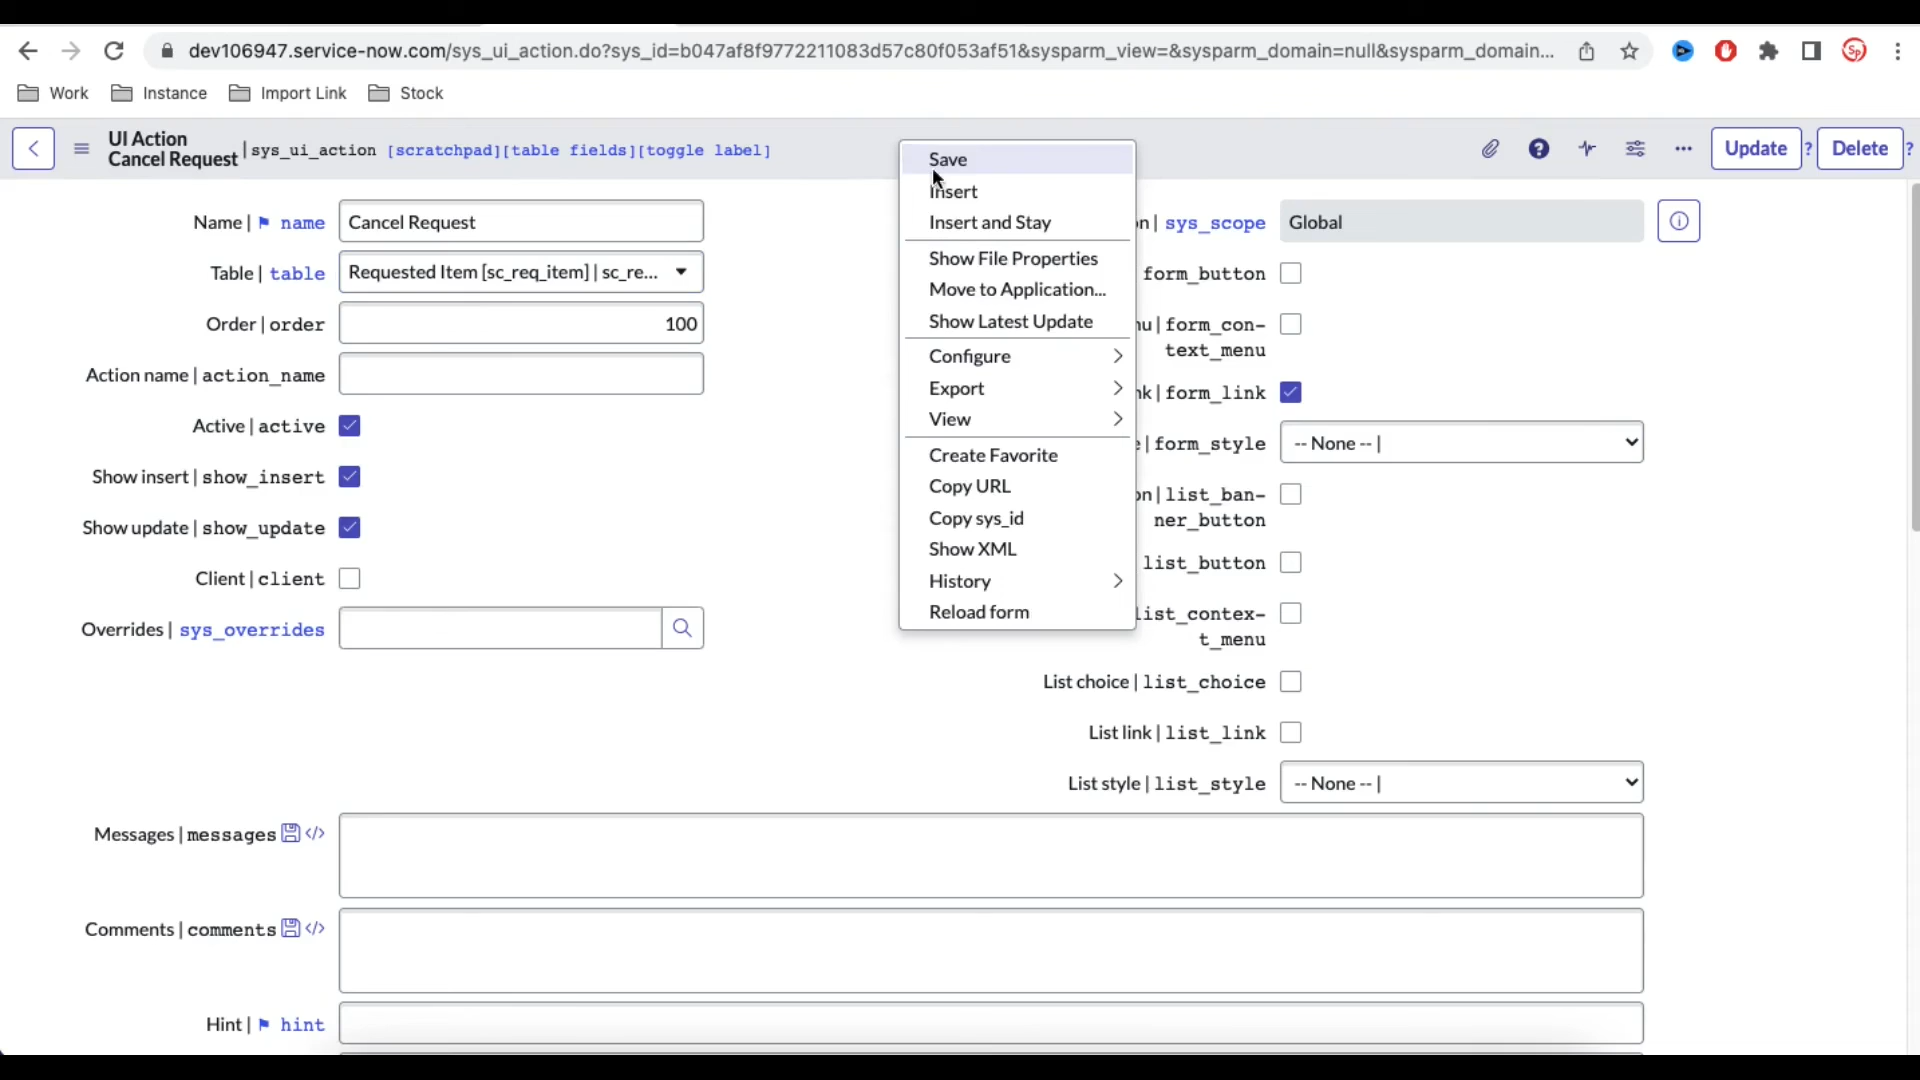 dev106947.service-now.com/sys_ui_action.do?sys_id=b047af8f9772211083d57c80f053af51&sysparm_view=&sysparm_domain=null&sysparm_domain...
Sp
Work Instance Import Link Stock
UI Action
Cancel Request | sys_ui_action [scratchpad][table fields][toggle label]
Update ? Delete ?
Save
Insert
Insert and Stay
Show File Properties
Move to Application...
Show Latest Update
Configure
Export
View
Create Favorite
Copy URL
Copy sys_id
Show XML
History
Reload form
Name | name Cancel Request
Table | table Requested Item [sc_req_item] | sc_re...
Order | order 100
Action name | action_name
Active | active
Show insert | show_insert
Show update | show_update
Client | client
Overrides | sys_overrides
n | sys_scope Global
form_button
u | form_con-
text_menu
nk | form_link
e | form_style -- None -- |
on | list_ban-
ner_button
list_button
list_contex-
t_menu
List choice | list_choice
List link | list_link
List style | list_style -- None -- |
Messages | messages </>
Comments | comments </>
Hint | hint